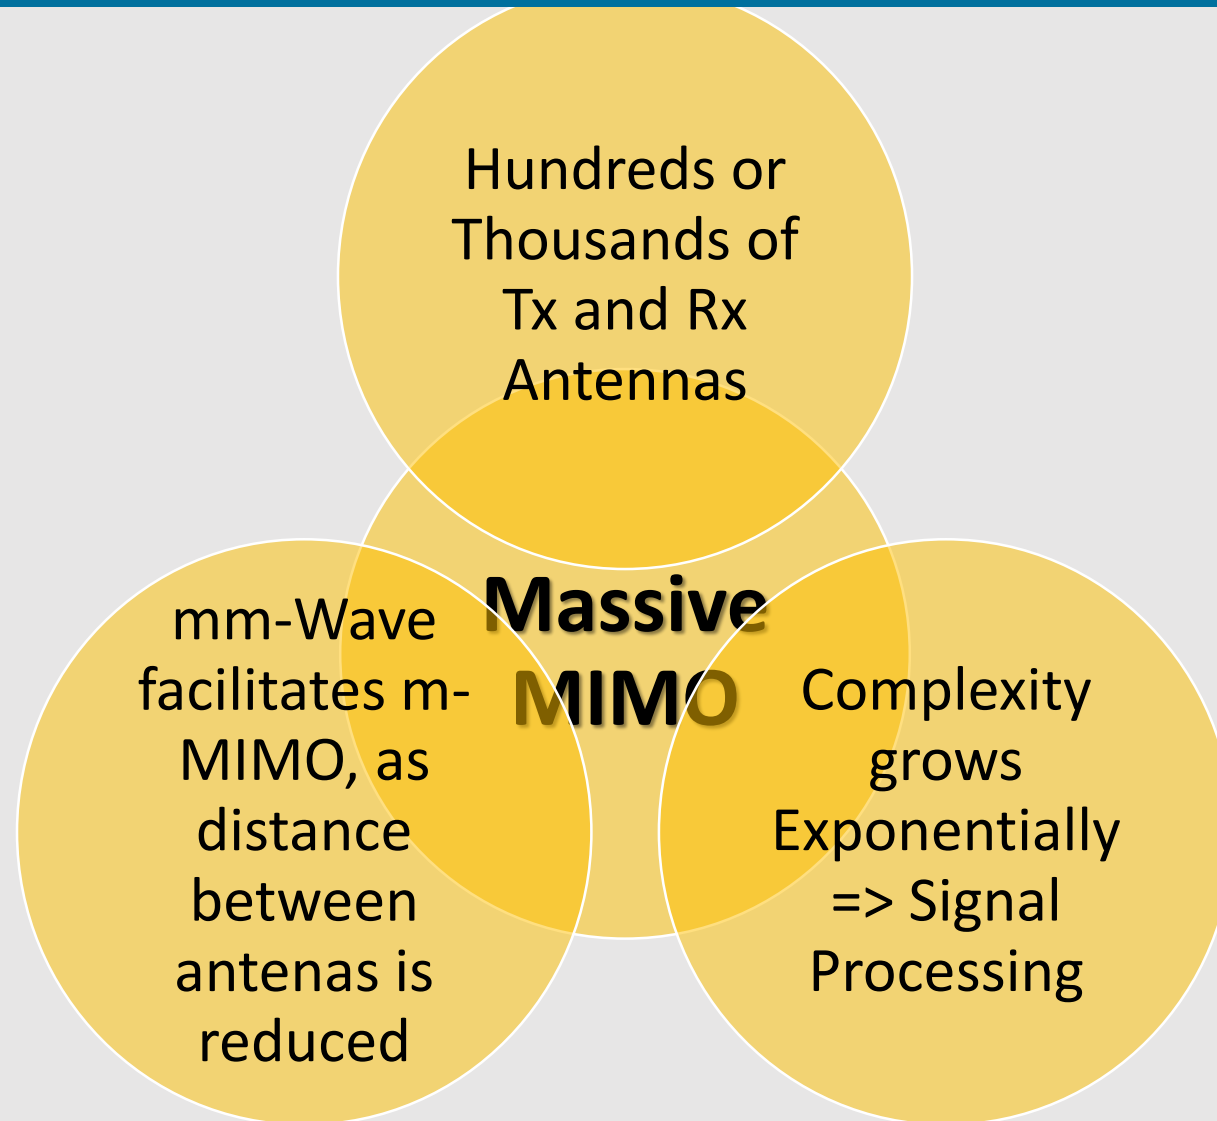 Hundreds or
Thousands of
Tx and Rx
Antennas
Massive
MIMO
mm-Wave
facilitates m-
MIMO, as
distance
between
antenas is
reduced
Complexity
grows
Exponentially
=> Signal
Processing